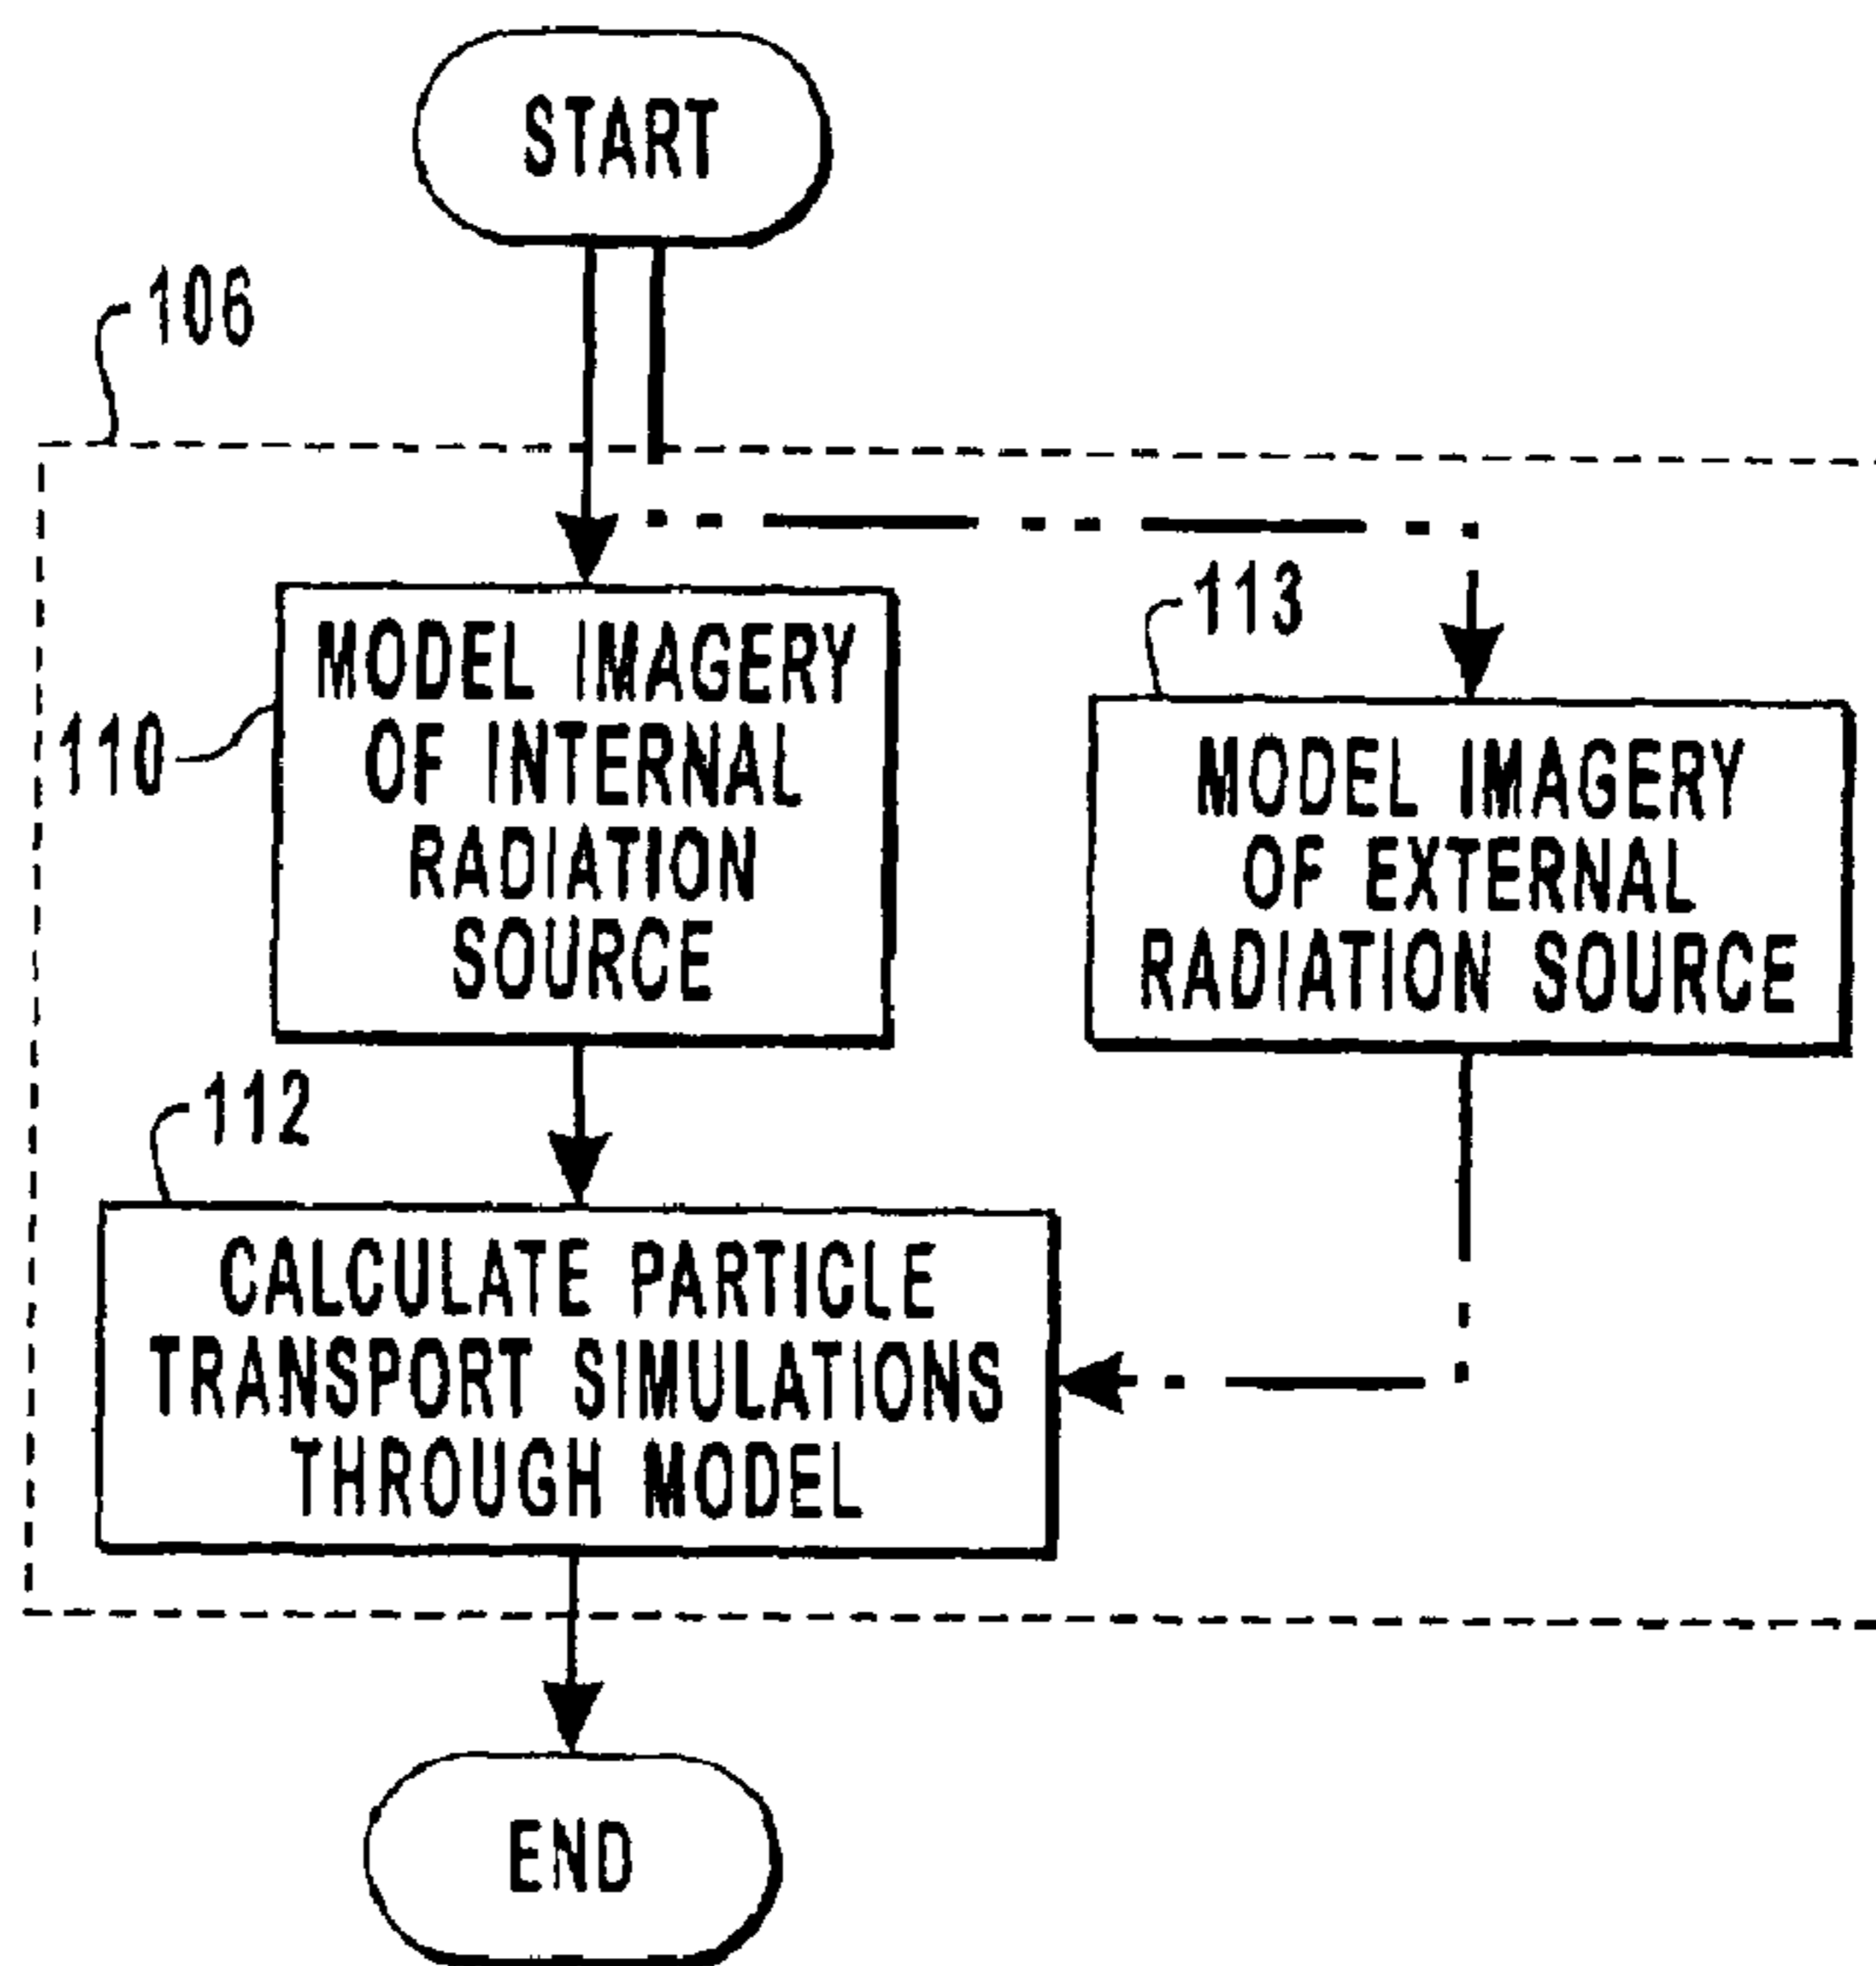 START
106
113
MODEL IMAGERY
OF INTERNAL
RADIATION
SOURCE
110
MODEL IMAGERY
OF EXTERNAL
RADIATION SOURCE
112
CALCULATE PARTICLE
TRANSPORT SIMULATIONS
THROUGH MODEL
END